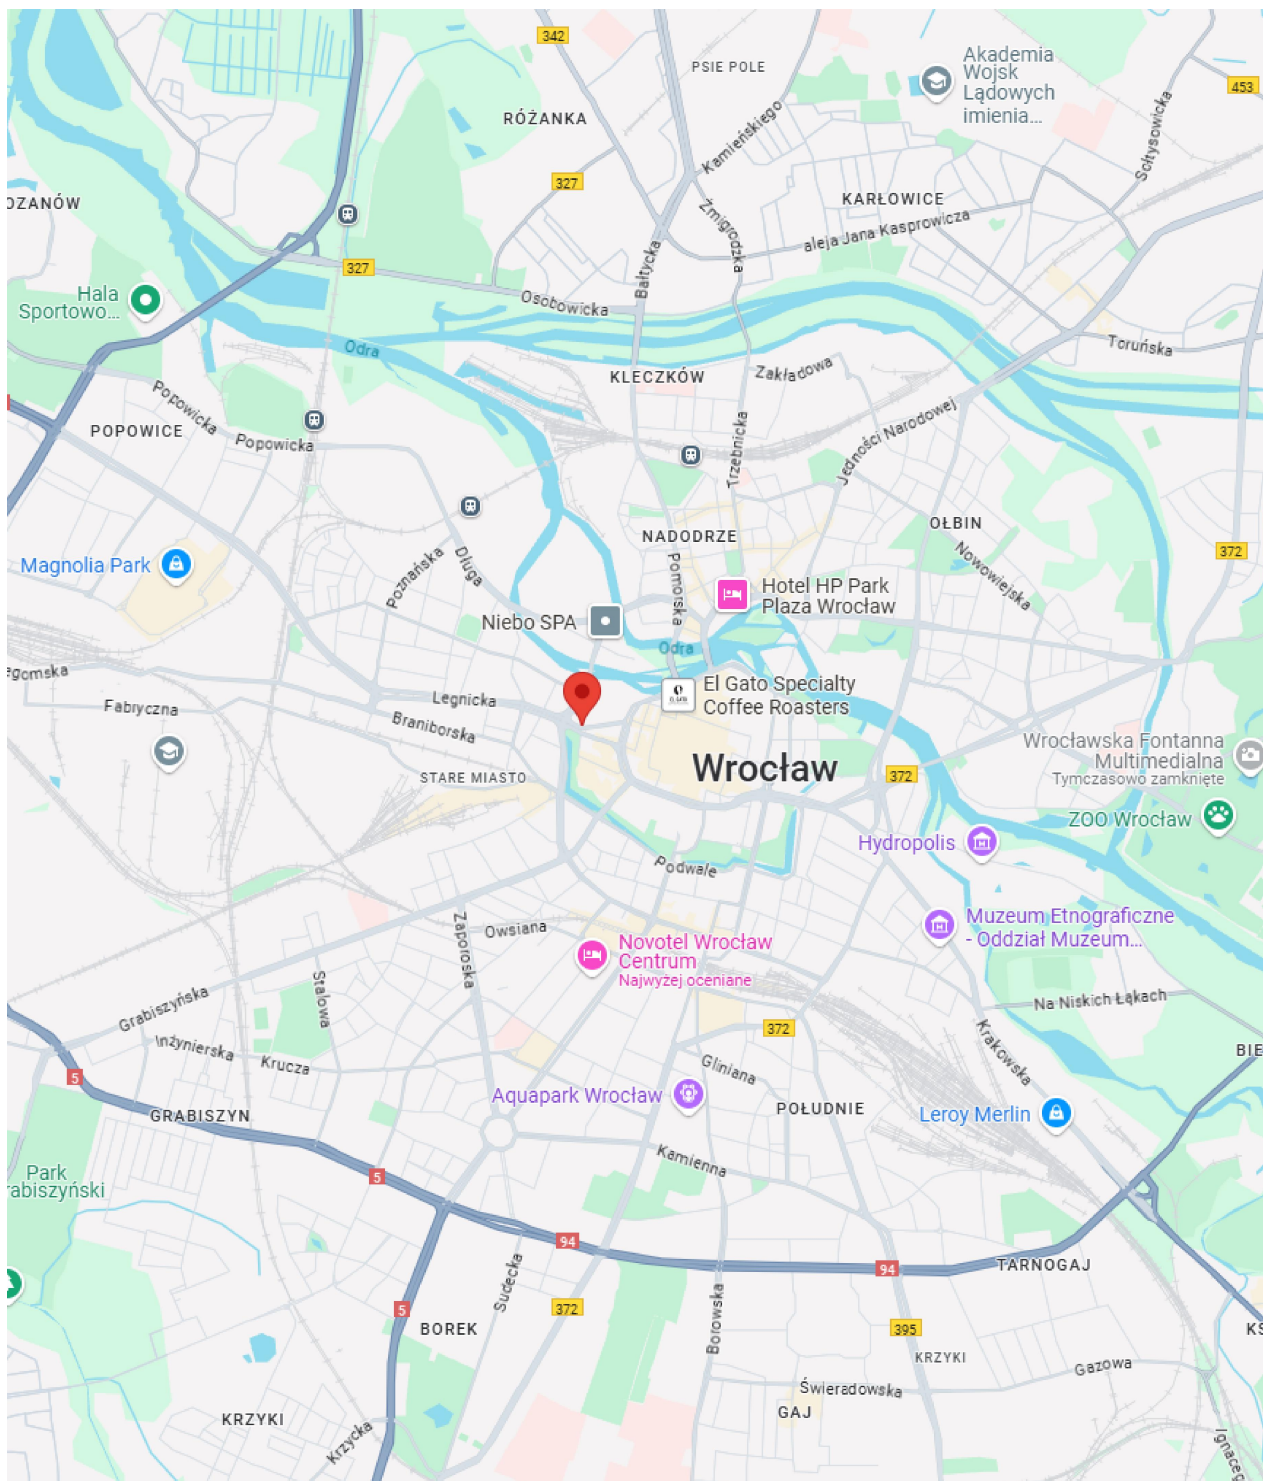 342
PSIE POLE
Akademia
Wojsk
Lądowych
imienia...
453
RÓŻANKA
Kamieńskiego
Sołtysowicka
327
OZANÓW
KARŁOWICE
Żmigrodzka
aleja Jana Kasprowicza
327
Bałtycka
Hala
Sportowo...
Osobowicka
Odra
Toruńska
KLECZKÓW
Zakładowa
Popowicka
POPOWICE
Popowicka
Trzebnicka
Jedności Narodowej
OŁBIN
NADODRZE
372
Magnolia Park
Poznańska
Długa
Pomorska
Nowowiejska
Hotel HP Park
Plaza Wrocław
Niebo SPA
Odra
egomska
El Gato Specialty
Coffee Roasters
Legnicka
Fabryczna
Braniborska
Wrocławska Fontanna
Multimedialna
Tymczasowo zamknięte
Wrocław
STARE MIASTO
372
ZOO Wrocław
Hydropolis
Podwale
Muzeum Etnograficzne
- Oddział Muzeum...
Zaporoska
Owsiana
Novotel Wrocław
Centrum
Najwyżej oceniane
Stalowa
Grabiszyńska
Na Niskich Łąkach
372
Krakowska
Inżynierska
Krucza
BIE
5
Gliniana
Aquapark Wrocław
GRABISZYN
POŁUDNIE
Leroy Merlin
Kamienna
Park
rabiszyński
5
94
94
TARNOGAJ
Sudecka
5
372
Borowska
BOREK
395
KS
KRZYKI
Gazowa
Świeradowska
KRZYKI
GAJ
Krzycka
Ignacego